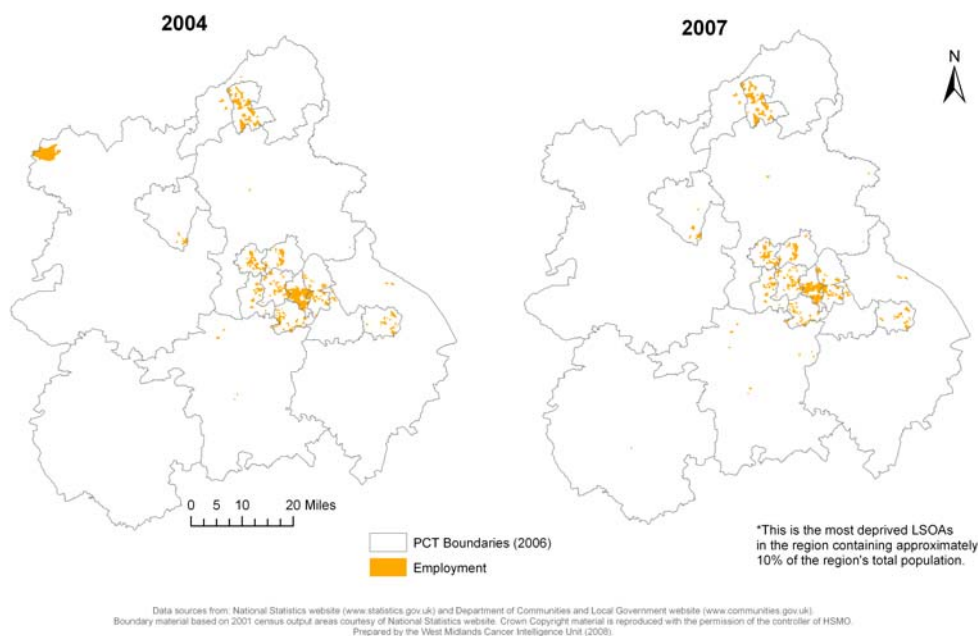 2004
2007
N
0 5 10 20 Miles
PCT Boundaries (2006)
Employment
*This is the most deprived LSOAs
in the region containing approximately
10% of the region's total population.
Data sources from: National Statistics website (www.statistics.gov.uk) and Department of Communities and Local Government website (www.communities.gov.uk).
Boundary material based on 2001 census output areas courtesy of National Statistics website. Crown Copyright material is reproduced with the permission of the controller of HSMO.
Prepared by the West Midlands Cancer Intelligence Unit (2008).